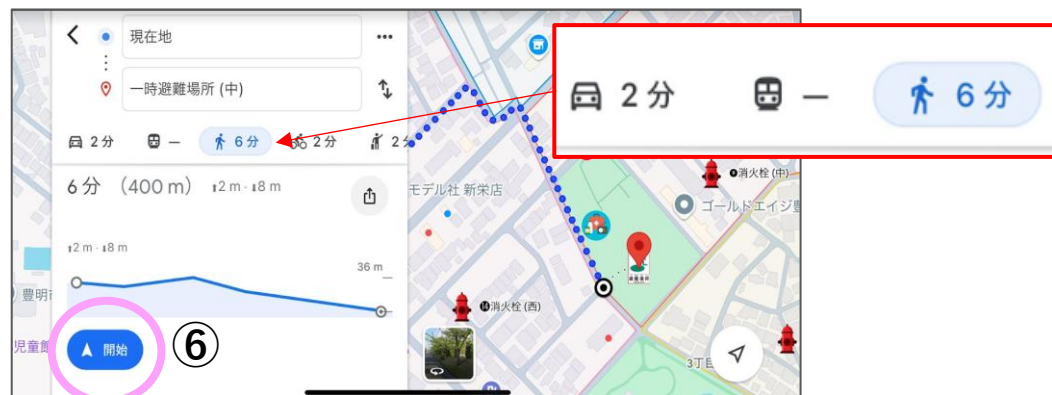 現在地
一時避難場所 (中)
2 分
–
6 分
2 分
2
6 分 (400 m) 2 m · 8 m
2 m · 8 m
36 m
開始
⑥
児童館
モデル社 新栄店
消火栓 (中)
ゴールドエイジ豊
⓮消火栓 (西)
3丁目
2 分
–
6 分